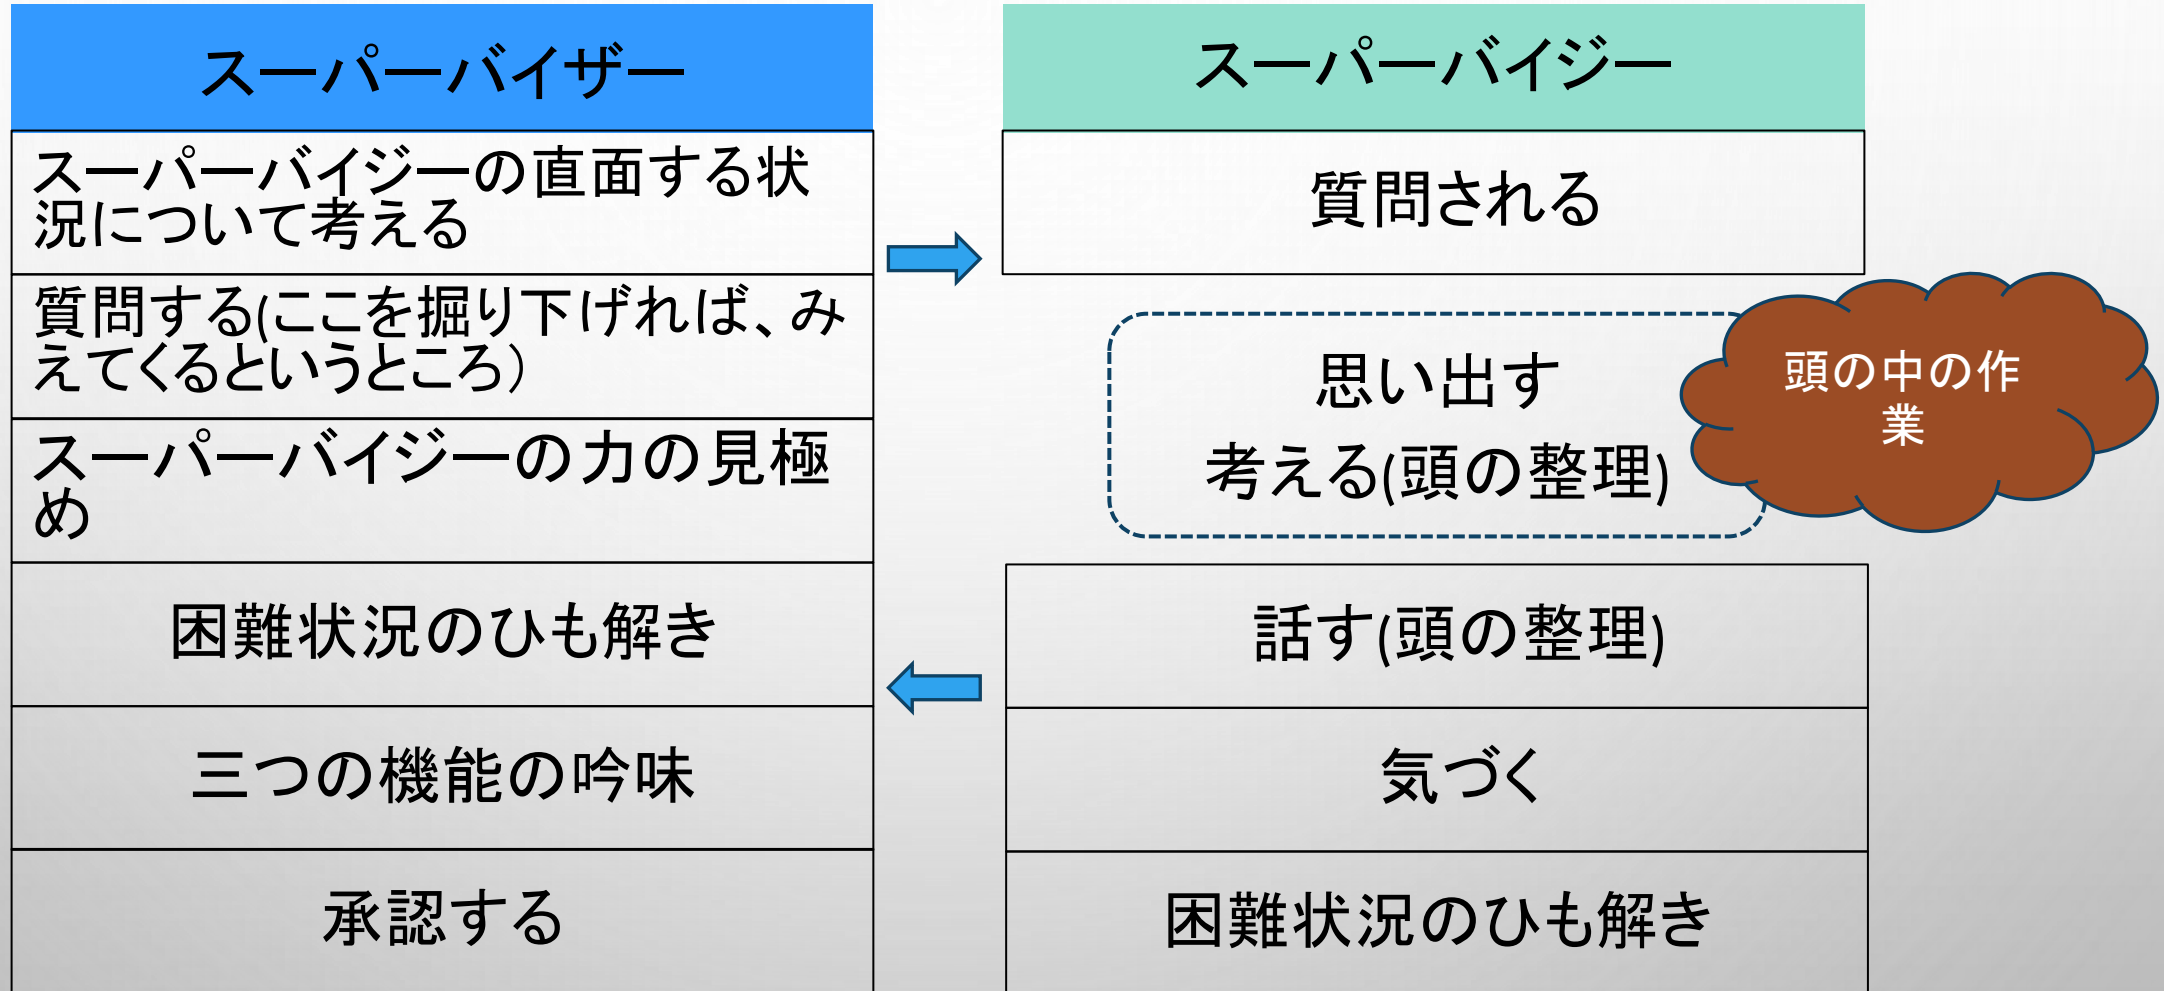 スーパーバイザー
スーパーバイジーの直面する状
況について考える
質問する(ここを掘り下げれば、み
えてくるというところ）
スーパーバイジーの力の見極
め
困難状況のひも解き
三つの機能の吟味
承認する
スーパーバイジー
質問される
思い出す
考える(頭の整理)
頭の中の作
業
話す(頭の整理)
気づく
困難状況のひも解き